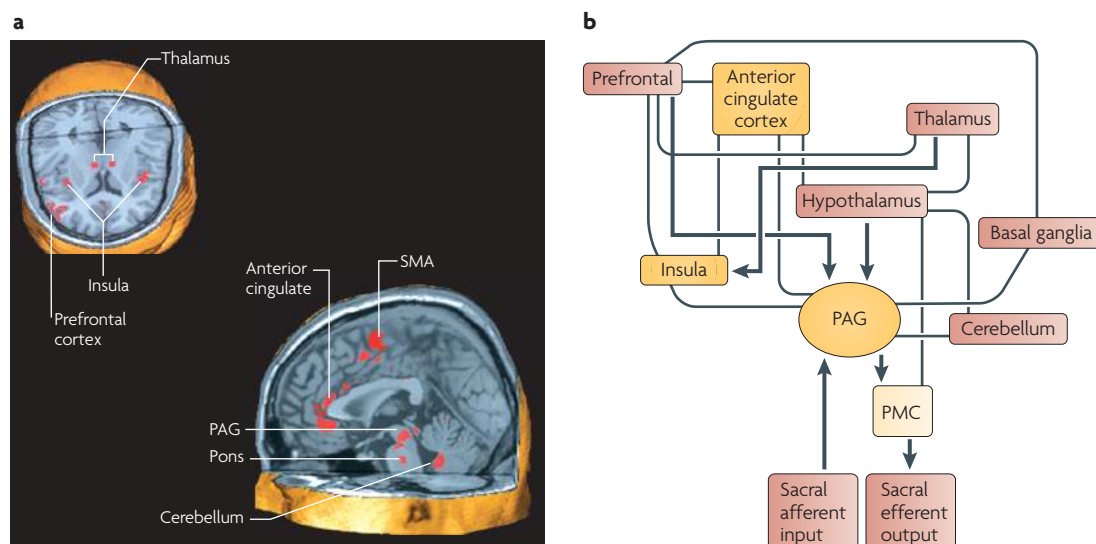 a
Thalamus
Insula
Prefrontal
cortex
Anterior
cingulate
SMA
PAG
Pons
Cerebellum
b
Prefrontal
Anterior
cingulate
cortex
Thalamus
Hypothalamus
Basal ganglia
Insula
PAG
Cerebellum
PMC
Sacral
afferent
input
Sacral
efferent
output